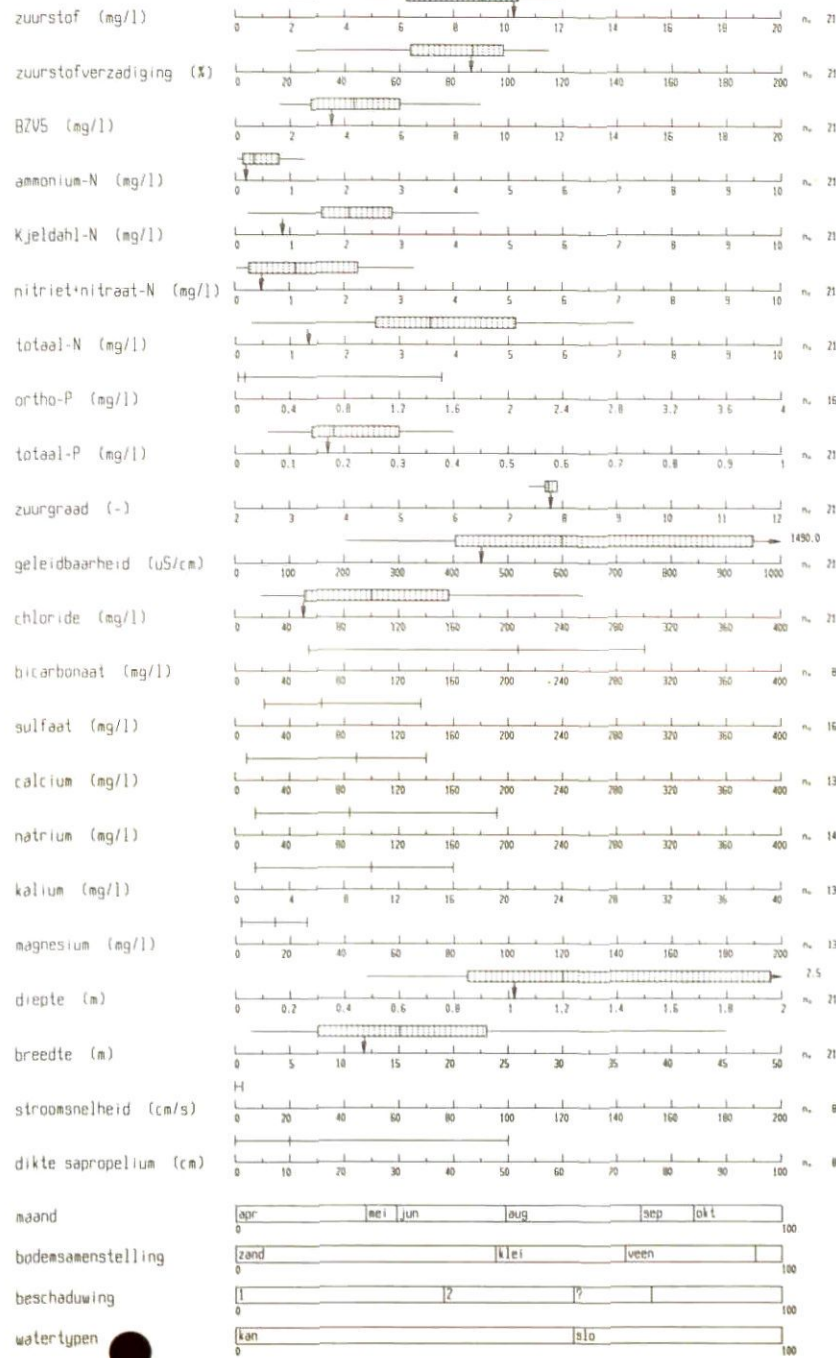 zuurstof (mg/l) 0 2 4 6 8 10 12 14 16 18 20 n= 21
zuurstofverzadiging (%) 0 20 40 60 80 100 120 140 160 180 200 n= 21
BZV5 (mg/l) 0 2 4 6 8 10 12 14 16 18 20 n= 21
ammonium-N (mg/l) 0 1 2 3 4 5 6 7 8 9 10 n= 21
Kjeldahl-N (mg/l) 0 1 2 3 4 5 6 7 8 9 10 n= 21
nitriet+nitraat-N (mg/l) 0 1 2 3 4 5 6 7 8 9 10 n= 21
totaal-N (mg/l) 0 1 2 3 4 5 6 7 8 9 10 n= 21
ortho-P (mg/l) 0 0.4 0.8 1.2 1.6 2 2.4 2.8 3.2 3.6 4 n= 16
totaal-P (mg/l) 0 0.1 0.2 0.3 0.4 0.5 0.6 0.7 0.8 0.9 1 n= 21
zuurgraad (-) 2 3 4 5 6 7 8 9 10 11 12 n= 21
1490.0
geleidbaarheid (uS/cm) 0 100 200 300 400 500 600 700 800 900 1000 n= 21
chloride (mg/l) 0 40 80 120 160 200 240 280 320 360 400 n= 21
bicarbonaat (mg/l) 0 40 80 120 160 200 240 280 320 360 400 n= 8
sulfaat (mg/l) 0 40 80 120 160 200 240 280 320 360 400 n= 16
calcium (mg/l) 0 40 80 120 160 200 240 280 320 360 400 n= 13
natrium (mg/l) 0 40 80 120 160 200 240 280 320 360 400 n= 14
kalium (mg/l) 0 4 8 12 16 20 24 28 32 36 40 n= 13
magnesium (mg/l) 0 20 40 60 80 100 120 140 160 180 200 n= 13
2.5
diepte (m) 0 0.2 0.4 0.6 0.8 1 1.2 1.4 1.6 1.8 2 n= 21
breedte (m) 0 5 10 15 20 25 30 35 40 45 50 n= 21
stroomsnelheid (cm/s) 0 20 40 60 80 100 120 140 160 180 200 n= 8
dikte sapropelium (cm) 0 10 20 30 40 50 60 70 80 90 100 n= 8
maand apr mei jun aug sep okt
0 100
bodemsamenstelling zand klei veen
0 100
beschaduwing 1 2 ?
0 100
watertypen kan slo
0 100